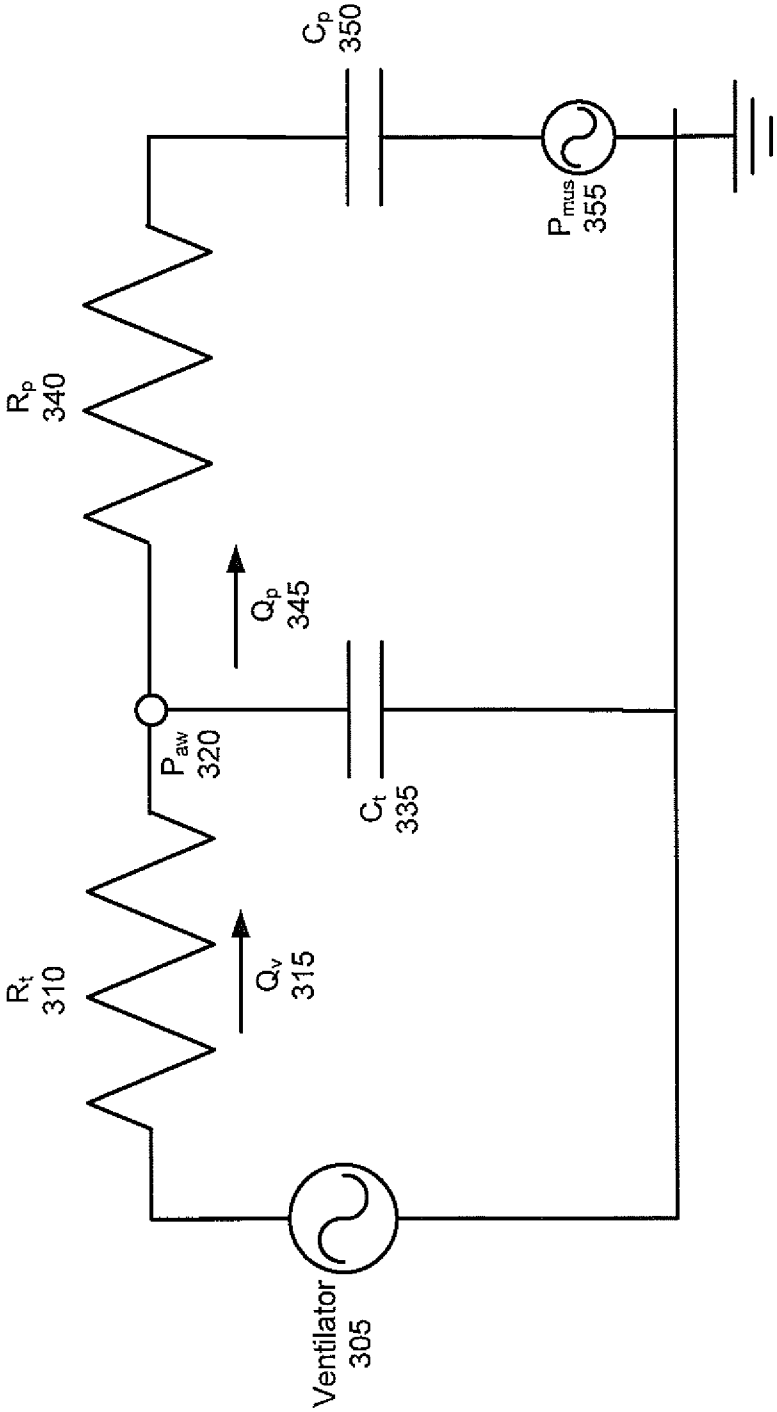 R_t
310
Q_v
315
Ventilator
305
P_aw
320
C_t
335
R_p
340
Q_p
345
C_p
350
P_mus
355